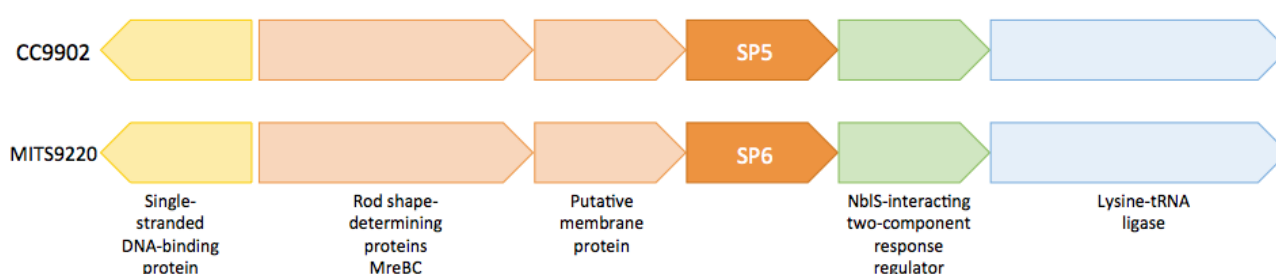 CC9902
SP5
MITS9220
SP6
Single-
stranded
DNA-binding
protein
Rod shape-
determining
proteins
MreBC
Putative
membrane
protein
NblS-interacting
two-component
response
regulator
Lysine-tRNA
ligase